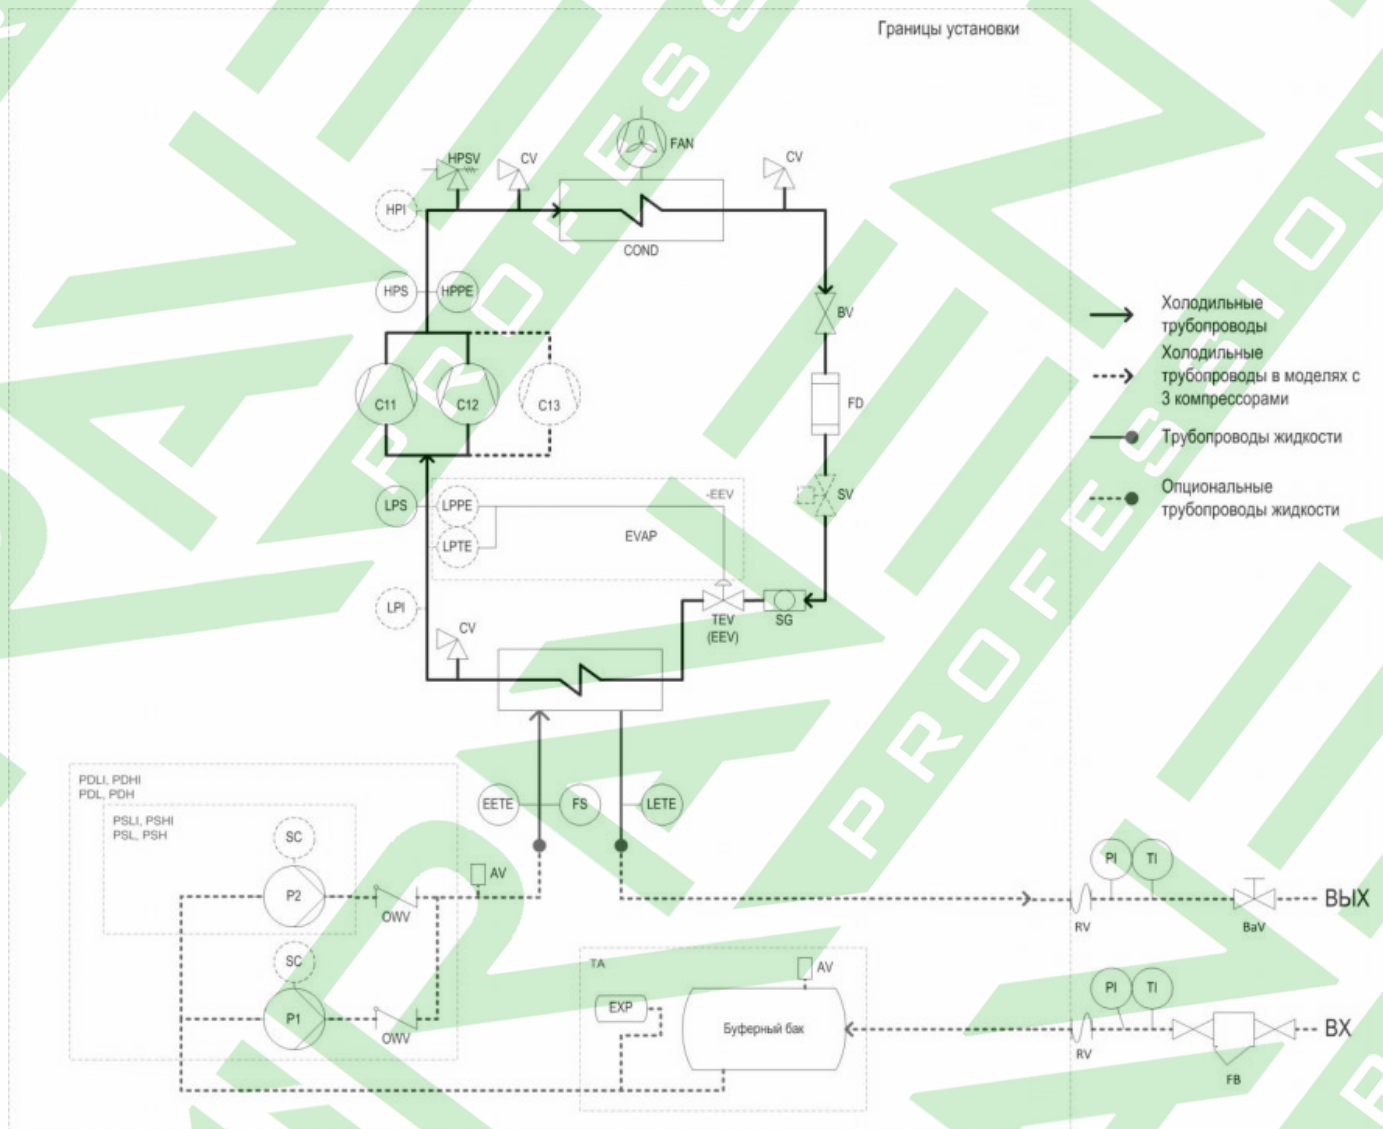 Границы установки
FAN
HPSV
CV
CV
HPI
COND
HPS
HPPE
BV
Холодильные
трубопроводы
Холодильные
трубопроводы в моделях с
3 компрессорами
Трубопроводы жидкости
Опциональные
трубопроводы жидкости
C11
C12
C13
FD
LPS
LPPE
-EEV
SV
EVAP
LPTE
LPI
TEV
(EEV)
SG
CV
PDLI, PDHI
PDL, PDH
PSLI, PSHI
PSL, PSH
EETE
FS
LETE
SC
P2
OWV
AV
PI
TI
ВЫХ
RV
BaV
SC
P1
OWV
TA
EXP
AV
Буферный бак
PI
TI
ВХ
RV
FB
PROFESS
PROFESSION